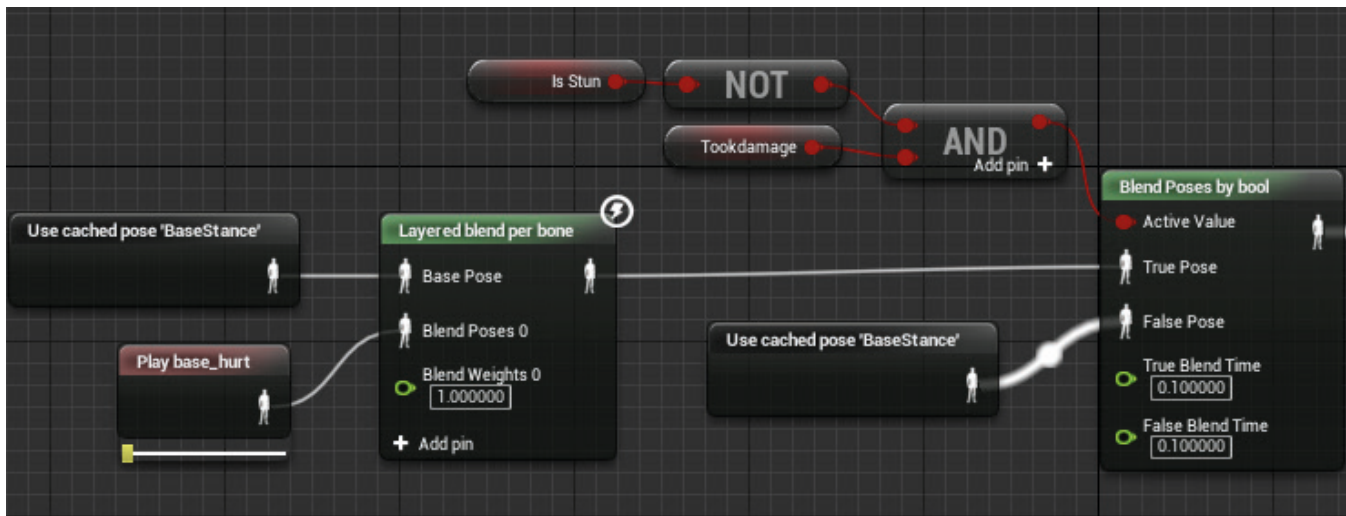 Is Stun
NOT
Tookdamage
AND
Add pin +
Blend Poses by bool
Active Value
True Pose
False Pose
True Blend Time
0.100000
False Blend Time
0.100000
Use cached pose 'BaseStance'
Layered blend per bone
Base Pose
Blend Poses 0
Blend Weights 0
1.000000
+ Add pin
Play base_hurt
Use cached pose 'BaseStance'